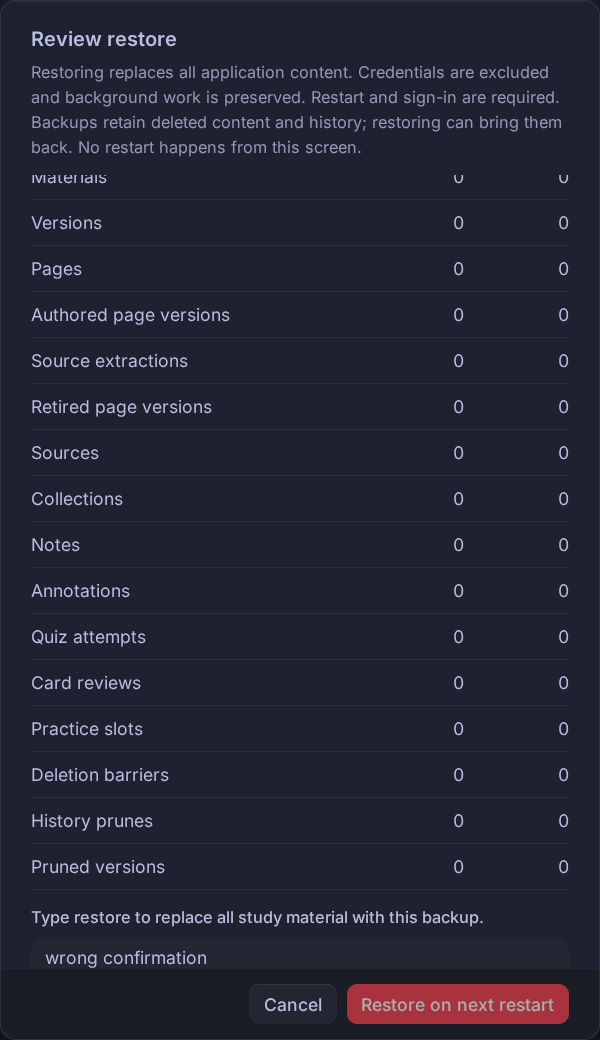 Review restore
Restoring replaces all application content. Credentials are excluded
and background work is preserved. Restart and sign-in are required.
Backups retain deleted content and history; restoring can bring them
back. No restart happens from this screen.
Materials 0 0
Versions 0 0
Pages 0 0
Authored page versions 0 0
Source extractions 0 0
Retired page versions 0 0
Sources 0 0
Collections 0 0
Notes 0 0
Annotations 0 0
Quiz attempts 0 0
Card reviews 0 0
Practice slots 0 0
Deletion barriers 0 0
History prunes 0 0
Pruned versions 0 0
Type restore to replace all study material with this backup.
wrong confirmation
Cancel Restore on next restart